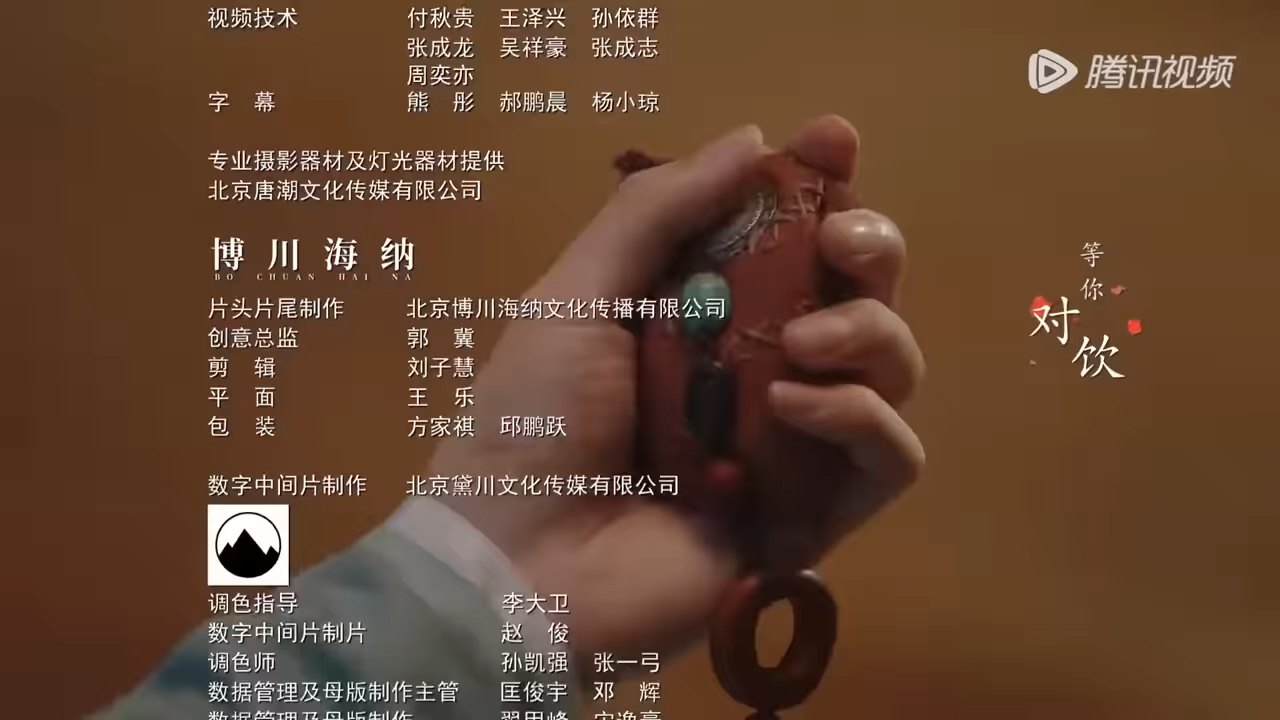 视频技术 付秋贵 王泽兴 孙依群
张成龙 吴祥豪 张成志
周奕亦
字 幕 熊 彤 郝鹏晨 杨小琼
专业摄影器材及灯光器材提供
北京唐潮文化传媒有限公司
博川海纳
BO CHUAN HAI NA
片头片尾制作 北京博川海纳文化传播有限公司
创意总监 郭 冀
剪 辑 刘子慧
平 面 王 乐
包 装 方家祺 邱鹏跃
数字中间片制作 北京黛川文化传媒有限公司
调色指导 李大卫
数字中间片制片 赵 俊
调色师 孙凯强 张一弓
数据管理及母版制作主管 匡俊宇 邓 辉
数据管理及母版制作
腾讯视频
等你
对饮